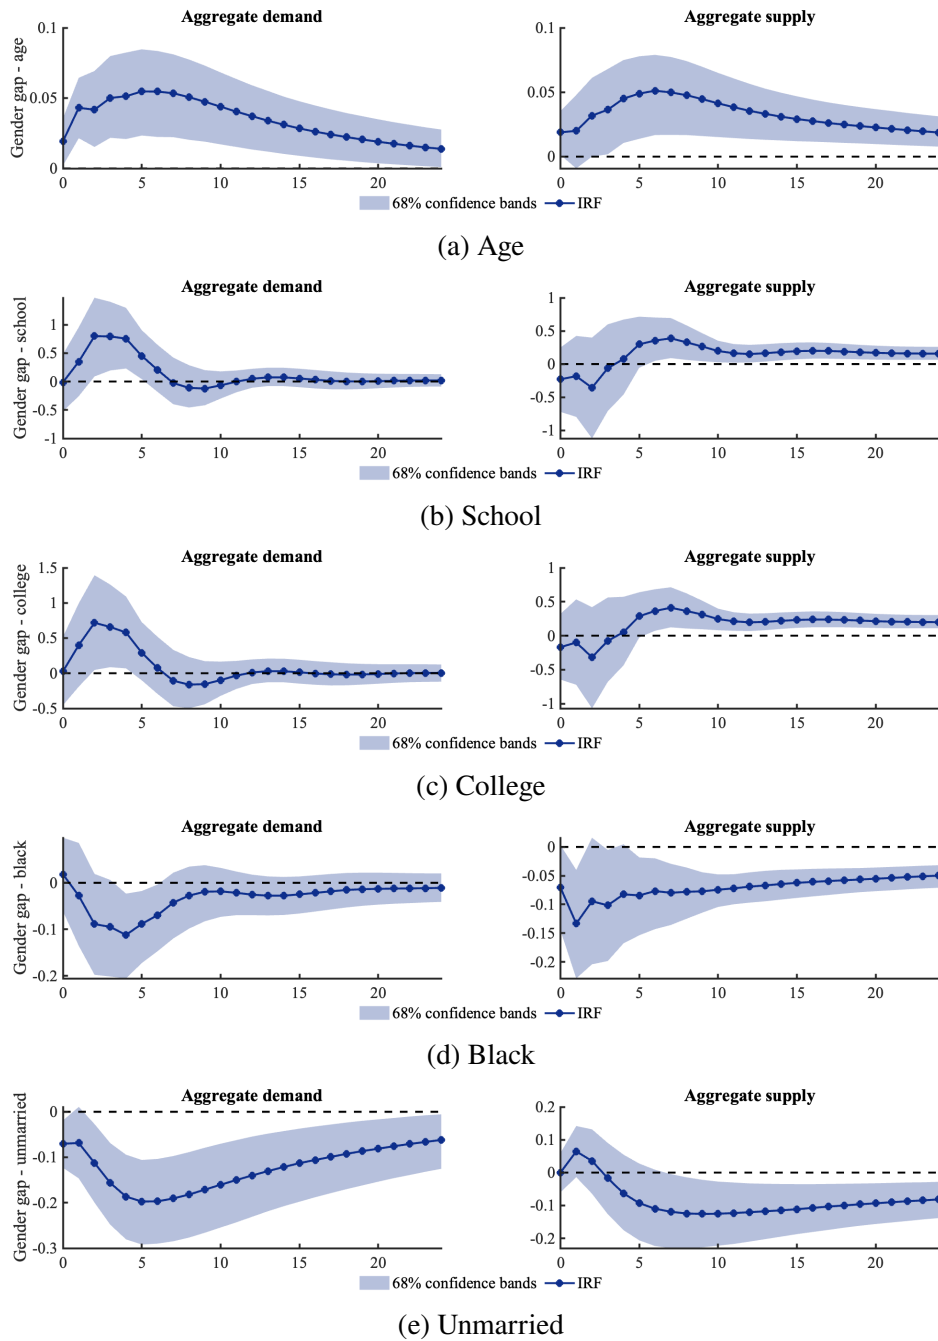 Aggregate demand Aggregate supply
Gender gap - age
0.1 0.1
0.05 0.05
0 0
0 5 10 15 20 0 5 10 15 20
68% confidence bands IRF
(a) Age
Aggregate demand Aggregate supply
Gender gap - school
1 1
0.5 0.5
0 0
-0.5 -0.5
-1 -1
0 5 10 15 20 0 5 10 15 20
68% confidence bands IRF
(b) School
Aggregate demand Aggregate supply
Gender gap - college
1.5 1
1 0.5
0.5 0
0 -0.5
-0.5 -1
0 5 10 15 20 0 5 10 15 20
68% confidence bands IRF
(c) College
Aggregate demand Aggregate supply
Gender gap - black
0 0
-0.1 -0.05
-0.2 -0.1
-0.15
-0.2
0 5 10 15 20 0 5 10 15 20
68% confidence bands IRF
(d) Black
Aggregate demand Aggregate supply
Gender gap - unmarried
0 0.2
-0.1 0.1
-0.2 0
-0.3 -0.1
-0.2
0 5 10 15 20 0 5 10 15 20
68% confidence bands IRF
(e) Unmarried